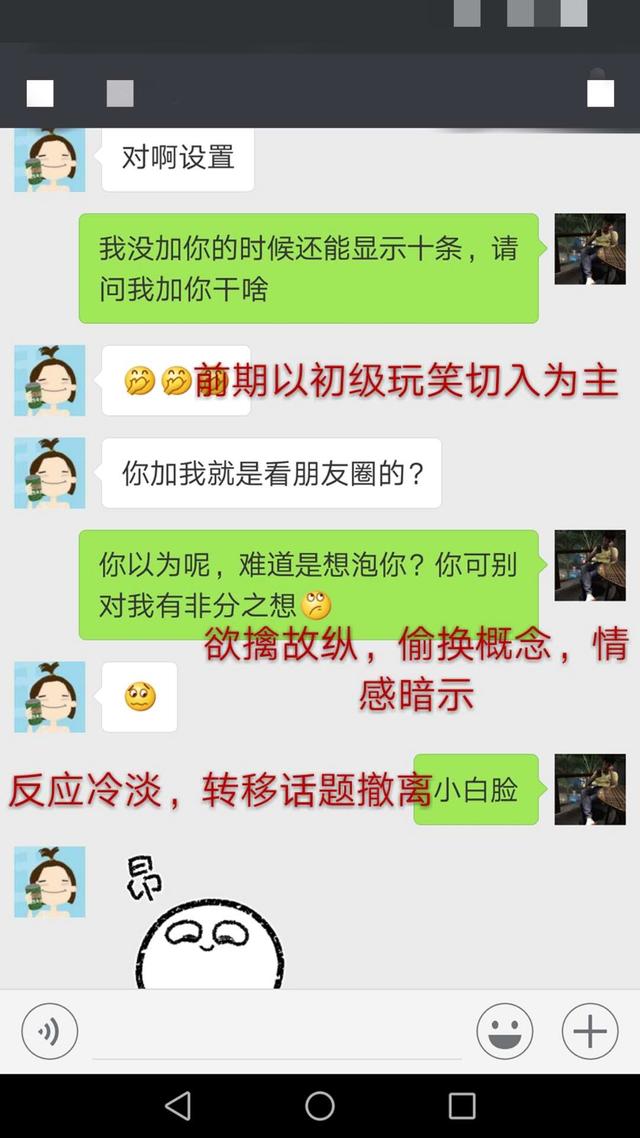 对啊设置
我没加你的时候还能显示十条，请
问我加你干啥
前期以初级玩笑切入为主
你加我就是看朋友圈的？
你以为呢，难道是想泡你？你可别
对我有非分之想
欲擒故纵，偷换概念，情
感暗示
反应冷淡，转移话题撤离
小白脸
昂